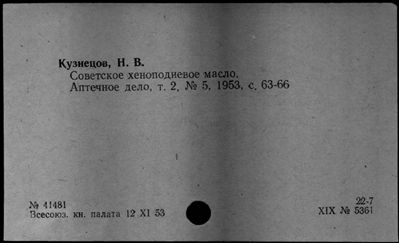 Кузнецов, Н. В.
Советское хеноподиевое масло,
Аптечное дело, т. 2, № 5, 1953, с. 63-66
№ 41481
Всесоюз. кн. палата 12 XI 53
22-7
XIX № 5361